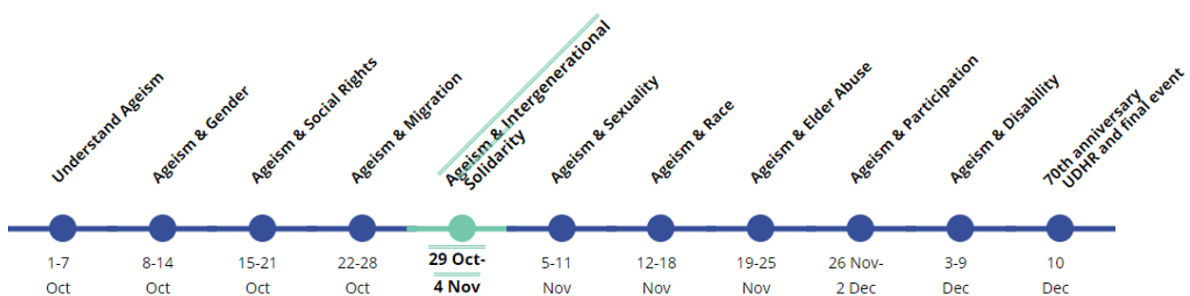 Understand Ageism
Ageism & Gender
Ageism & Social Rights
Ageism & Migration
Ageism & Intergenerational
Solidarity
Ageism & Sexuality
Ageism & Race
Ageism & Elder Abuse
Ageism & Participation
Ageism & Disability
70th anniversary
UDHR and final event
1-7
Oct
8-14
Oct
15-21
Oct
22-28
Oct
29 Oct-
4 Nov
5-11
Nov
12-18
Nov
19-25
Nov
26 Nov-
2 Dec
3-9
Dec
10
Dec